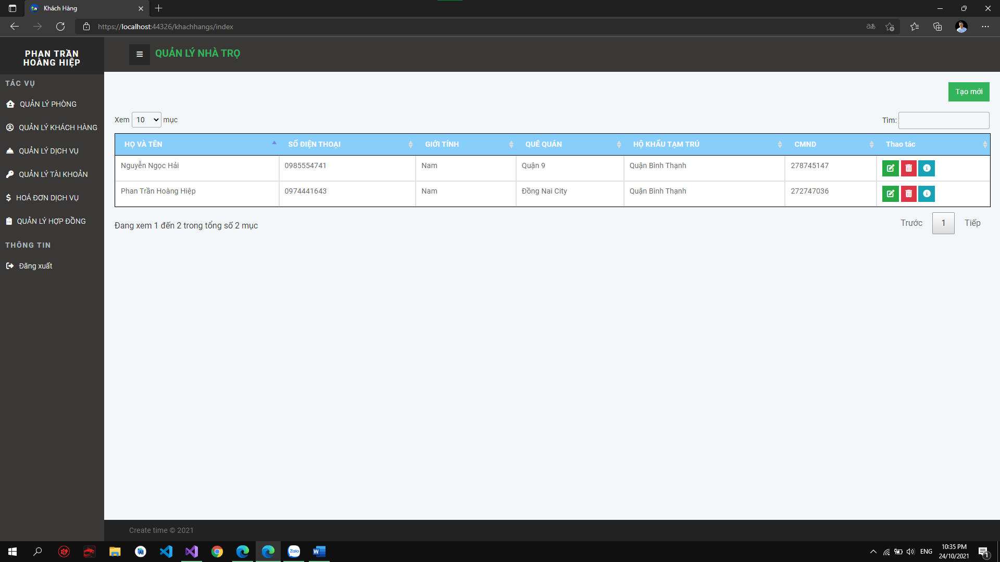 Khách Hàng
https://localhost:44326/khachhangs/index
PHAN TRẦN
HOÀNG HIỆP
QUẢN LÝ NHÀ TRỌ
TÁC VỤ
QUẢN LÝ PHÒNG
QUẢN LÝ KHÁCH HÀNG
QUẢN LÝ DỊCH VỤ
QUẢN LÝ TÀI KHOẢN
HOÁ ĐƠN DỊCH VỤ
QUẢN LÝ HỢP ĐỒNG
THÔNG TIN
Đăng xuất
Tạo mới
Xem 10 mục
Tìm:
HỌ VÀ TÊN SỐ ĐIỆN THOẠI GIỚI TÍNH QUÊ QUÁN HỘ KHẨU TẠM TRÚ CMND Thao tác
Nguyễn Ngọc Hải 0985554741 Nam Quận 9 Quận Bình Thạnh 278745147
Phan Trần Hoàng Hiệp 0974441643 Nam Đồng Nai City Quận Bình Thạnh 272747036
Đang xem 1 đến 2 trong tổng số 2 mục
Trước 1 Tiếp
Create time © 2021
Zalo
ENG
10:35 PM
24/10/2021
1